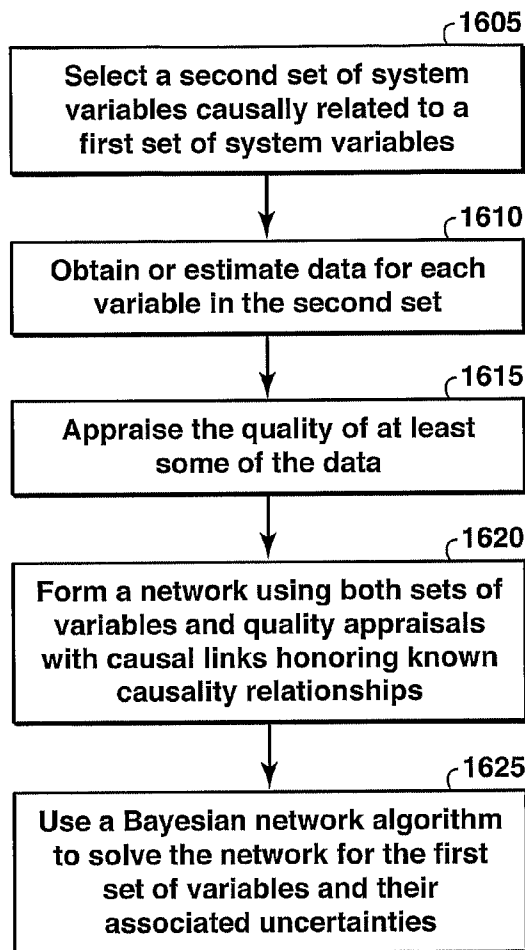 1605
Select a second set of system
variables causally related to a
first set of system variables
1610
Obtain or estimate data for each
variable in the second set
1615
Appraise the quality of at least
some of the data
1620
Form a network using both sets of
variables and quality appraisals
with causal links honoring known
causality relationships
1625
Use a Bayesian network algorithm
to solve the network for the first
set of variables and their
associated uncertainties